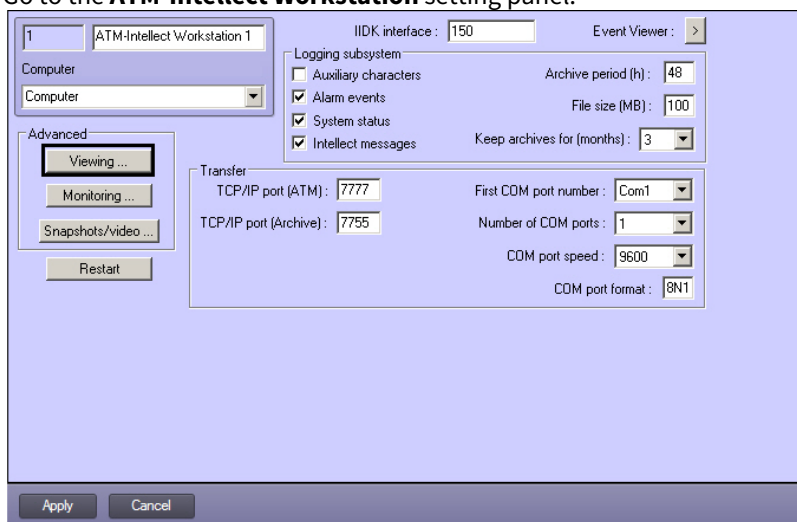 Go to the ATM-Intellect Workstation setting panel.
1 ATM-Intellect Workstation 1
IIDK interface : 150
Event Viewer : >
Computer
Computer
Logging subsystem
Auxiliary characters
Archive period (h) : 48
Alarm events
File size (MB) : 100
System status
Intellect messages
Keep archives for (months) : 3
Advanced
Viewing ...
Monitoring ...
Snapshots/video ...
Restart
Transfer
TCP/IP port (ATM) : 7777
First COM port number : Com1
TCP/IP port (Archive) : 7755
Number of COM ports : 1
COM port speed : 9600
COM port format : 8N1
Apply Cancel